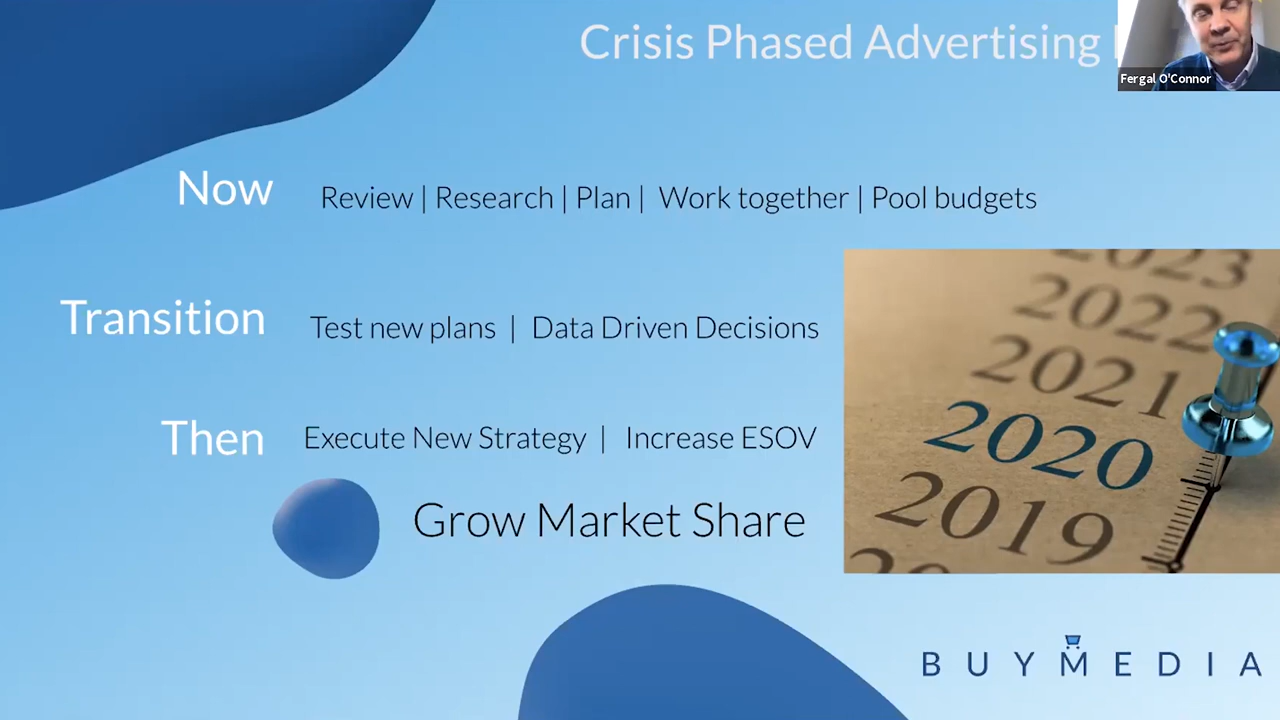 Crisis Phased Advertising
Fergal O'Connor
Now
Review | Research | Plan | Work together | Pool budgets
Transition
Test new plans | Data Driven Decisions
Then
Execute New Strategy | Increase ESOV
Grow Market Share
2023
2022
2021
2020
2019
BUYMEDIA